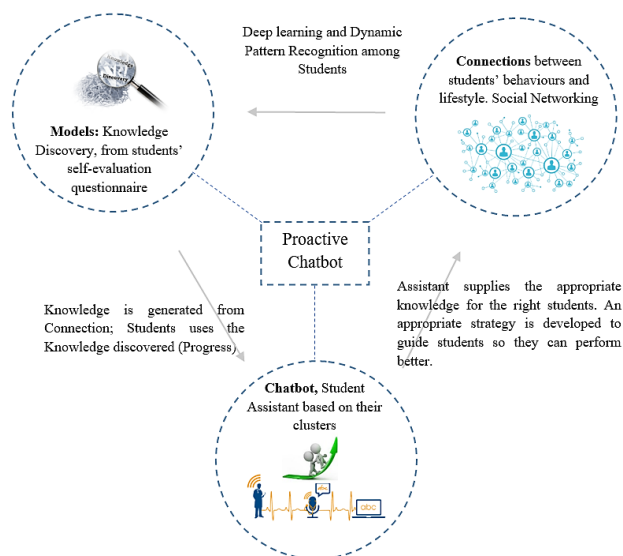 Deep learning and Dynamic
Pattern Recognition among
Students
Connections between
students' behaviours and
lifestyle. Social Networking
Discovery
Models: Knowledge
Discovery, from students'
self-evaluation
questionnaire
Proactive
Chatbot
Knowledge is generated from
Connection; Students uses the
Knowledge discovered (Progress)
Assistant supplies the appropriate
knowledge for the right students. An
appropriate strategy is developed to
guide students so they can perform
better.
Chatbot, Student
Assistant based on their
clusters
abc
abc